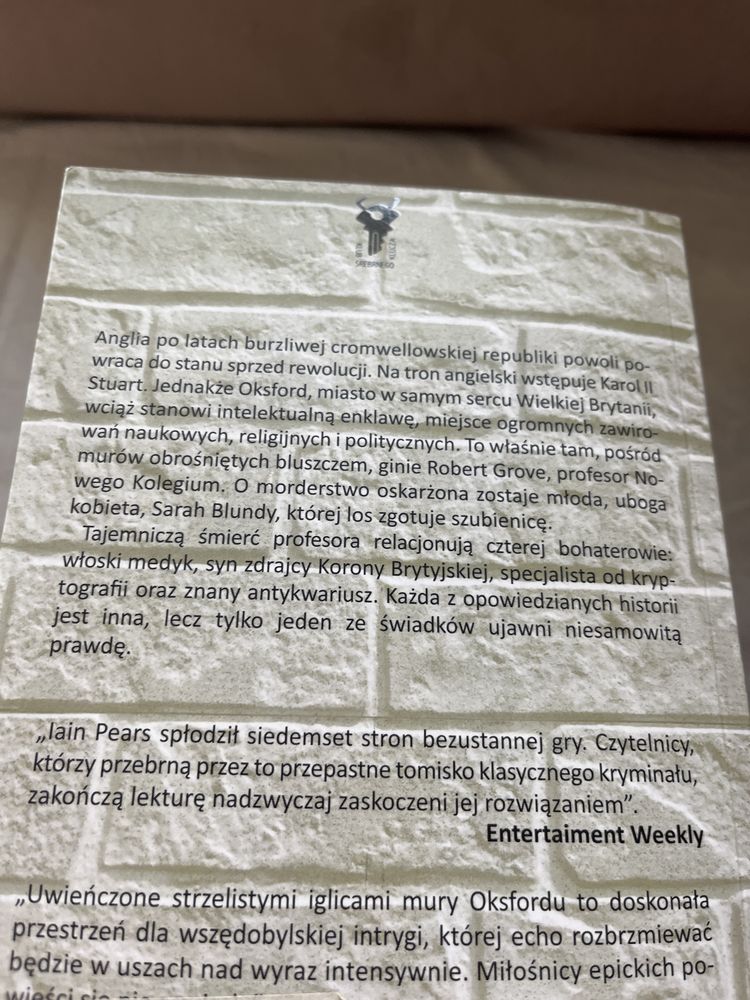 KLUB
SREBRNEGO
KLUCZA
Anglia po latach burzliwej cromwellowskiej republiki powoli po-
wraca do stanu sprzed rewolucji. Na tron angielski wstępuje Karol II
Stuart. Jednakże Oksford, miasto w samym sercu Wielkiej Brytanii,
wciąż stanowi intelektualną enklawę, miejsce ogromnych zawiro-
wań naukowych, religijnych i politycznych. To właśnie tam, pośród
murów obrośniętych bluszczem, ginie Robert Grove, profesor No-
wego Kolegium. O morderstwo oskarżona zostaje młoda, uboga
kobieta, Sarah Blundy, której los zgotuje szubienicę.
Tajemniczą śmierć profesora relacjonują czterej bohaterowie:
włoski medyk, syn zdrajcy Korony Brytyjskiej, specjalista od kryp-
tografii oraz znany antykwariusz. Każda z opowiedzianych historii
jest inna, lecz tylko jeden ze świadków ujawni niesamowitą
prawdę.
„Iain Pears spłodził siedemset stron bezustannej gry. Czytelnicy,
którzy przebrną przez to przepastne tomisko klasycznego kryminału,
zakończą lekturę nadzwyczaj zaskoczeni jej rozwiązaniem”.
Entertaiment Weekly
„Uwieńczone strzelistymi iglicami mury Oksfordu to doskonała
przestrzeń dla wszędobylskiej intrygi, której echo rozbrzmiewać
będzie w uszach nad wyraz intensywnie. Miłośnicy epickich po-
wieści się nie